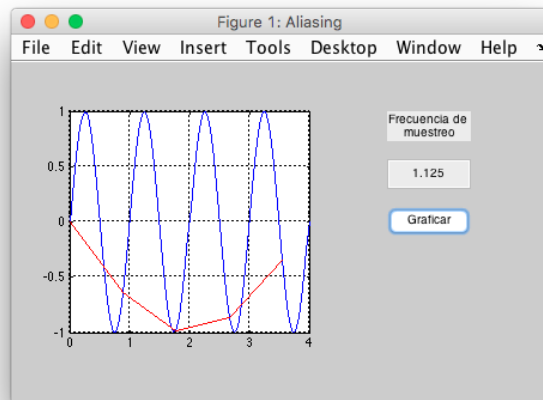 Figure 1: Aliasing
File Edit View Insert Tools Desktop Window Help
Frecuencia de
muestreo
1.125
Graficar
1
0.5
0
-0.5
-1
0 1 2 3 4